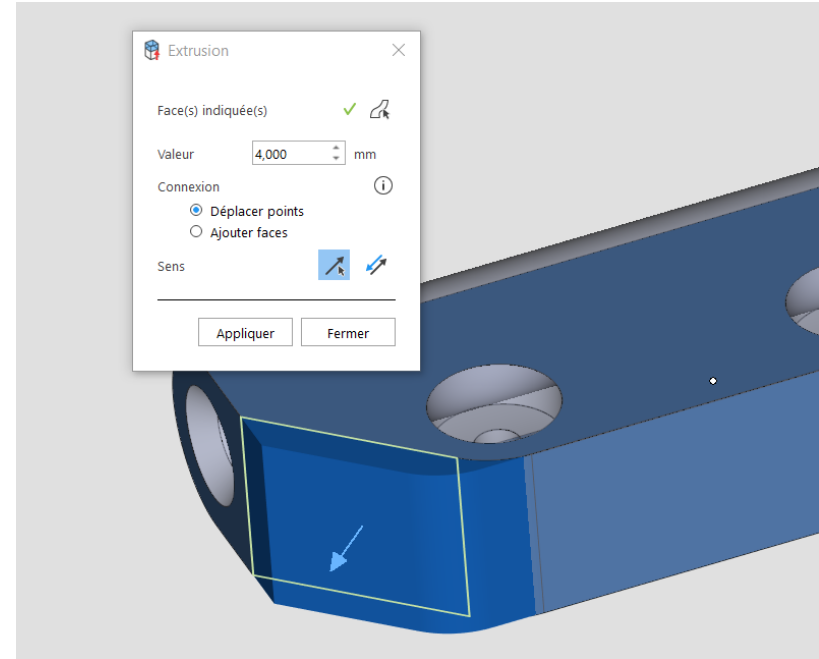 Extrusion
Face(s) indiquée(s)
Valeur 4,000 mm
Connexion
Déplacer points
Ajouter faces
Sens
Appliquer Fermer